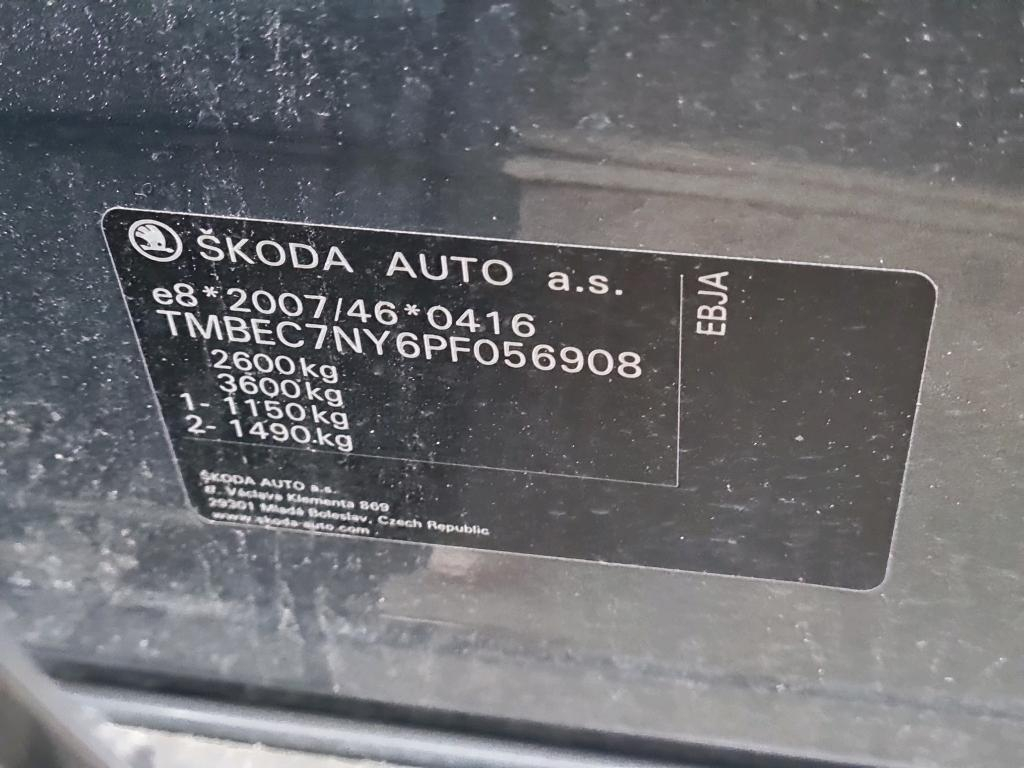 ŠKODA AUTO a.s.
e8*2007/46*0416
TMBEC7NY6PF056908
2600kg
3600kg
1- 1150kg
2- 1490kg
EBJA
ŠKODA AUTO a.s.
tř. Václava Klementa 869
29301 Mladá Boleslav, Czech Republic
www.skoda-auto.com